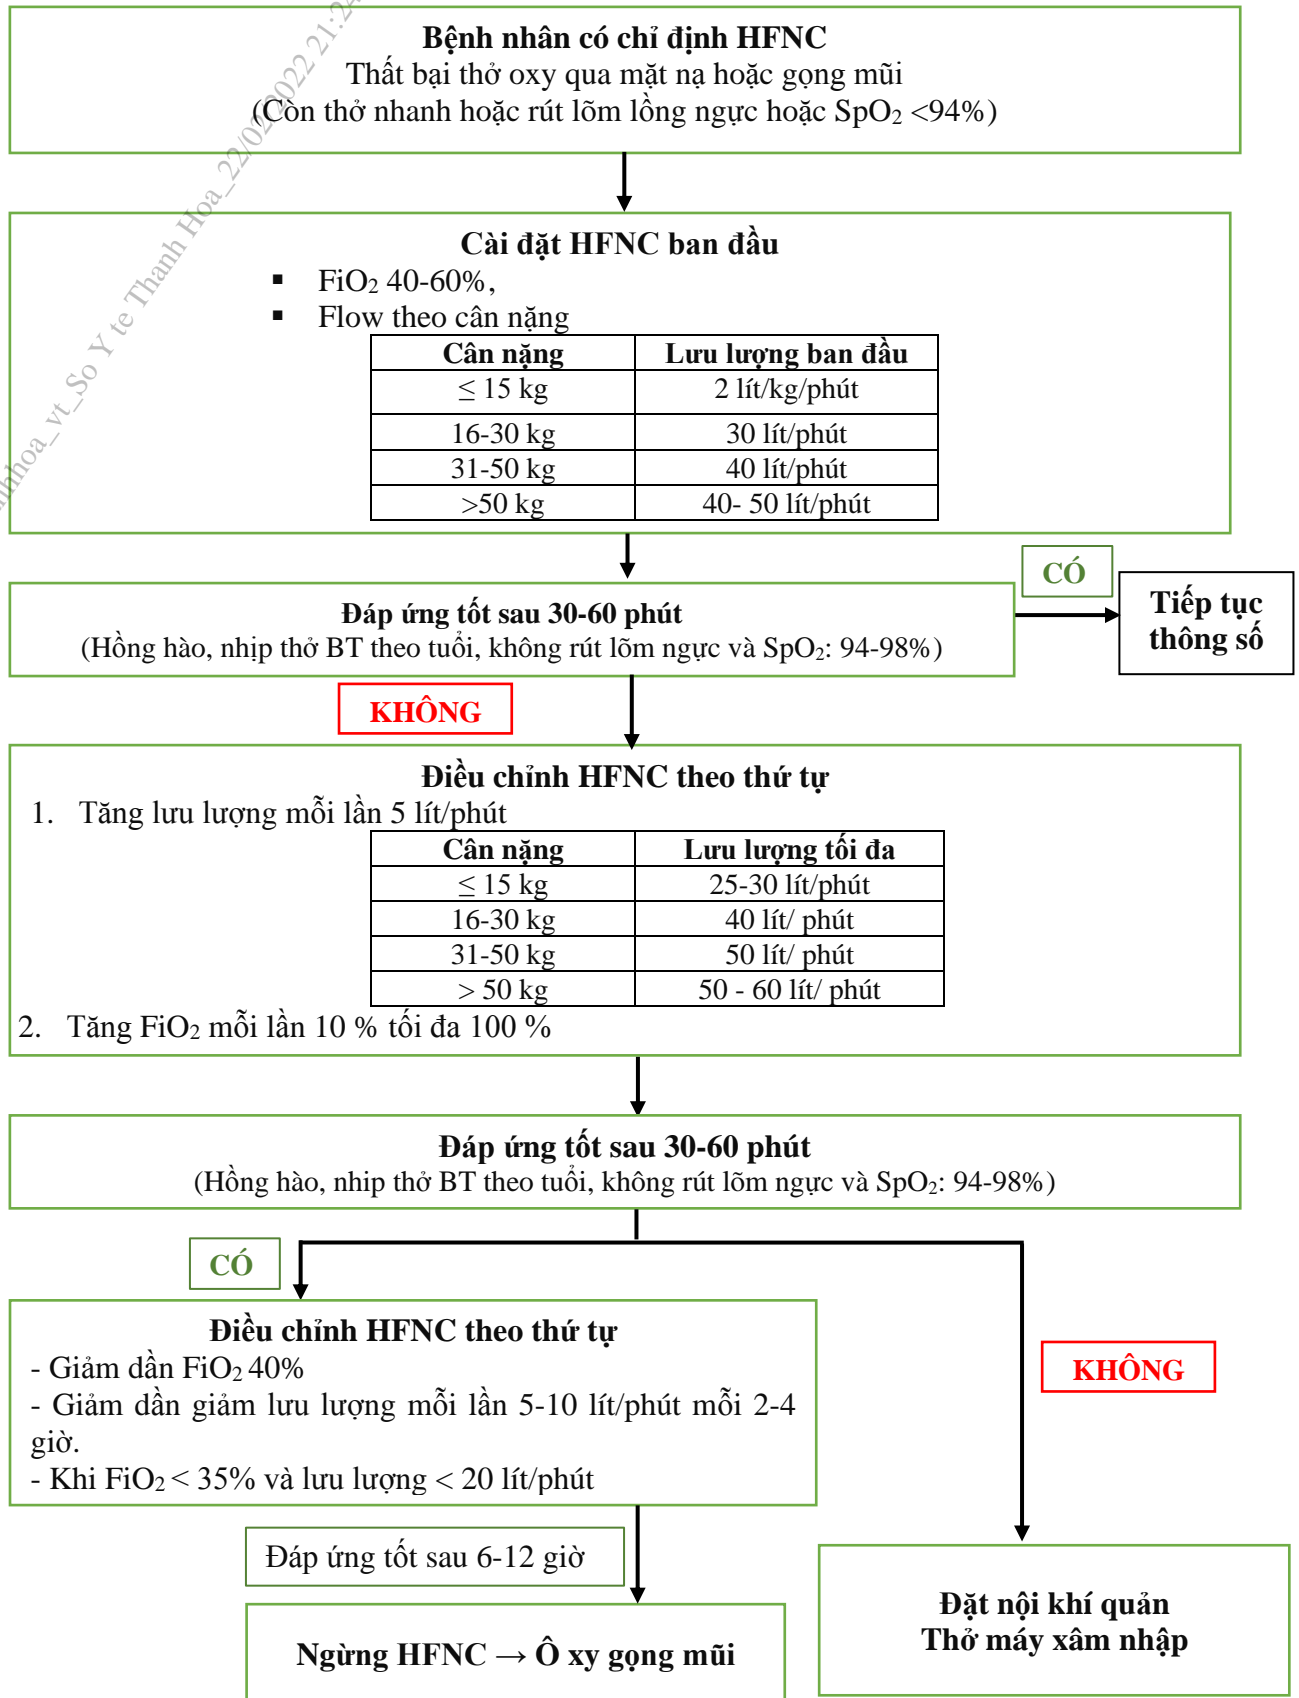 Bệnh nhân có chỉ định HFNC
Thất bại thở oxy qua mặt nạ hoặc gọng mũi
(Còn thở nhanh hoặc rút lõm lồng ngực hoặc SpO₂ <94%)
Cài đặt HFNC ban đầu
▪ FiO₂ 40-60%,
▪ Flow theo cân nặng
Cân nặng Lưu lượng ban đầu
≤ 15 kg 2 lít/kg/phút
16-30 kg 30 lít/phút
31-50 kg 40 lít/phút
>50 kg 40- 50 lít/phút
Đáp ứng tốt sau 30-60 phút
(Hồng hào, nhịp thở BT theo tuổi, không rút lõm ngực và SpO₂: 94-98%)
CÓ
Tiếp tục
thông số
KHÔNG
Điều chỉnh HFNC theo thứ tự
1. Tăng lưu lượng mỗi lần 5 lít/phút
Cân nặng Lưu lượng tối đa
≤ 15 kg 25-30 lít/phút
16-30 kg 40 lít/ phút
31-50 kg 50 lít/ phút
> 50 kg 50 - 60 lít/ phút
2. Tăng FiO₂ mỗi lần 10 % tối đa 100 %
Đáp ứng tốt sau 30-60 phút
(Hồng hào, nhip thở BT theo tuổi, không rút lõm ngực và SpO₂: 94-98%)
CÓ
Điều chỉnh HFNC theo thứ tự
- Giảm dần FiO₂ 40%
- Giảm dần giảm lưu lượng mỗi lần 5-10 lít/phút mỗi 2-4
giờ.
- Khi FiO₂ < 35% và lưu lượng < 20 lít/phút
KHÔNG
Đáp ứng tốt sau 6-12 giờ
Ngừng HFNC → Ô xy gọng mũi
Đặt nội khí quản
Thở máy xâm nhập
vt_So Y te Thanh Hoa_22/02/2022 21:24